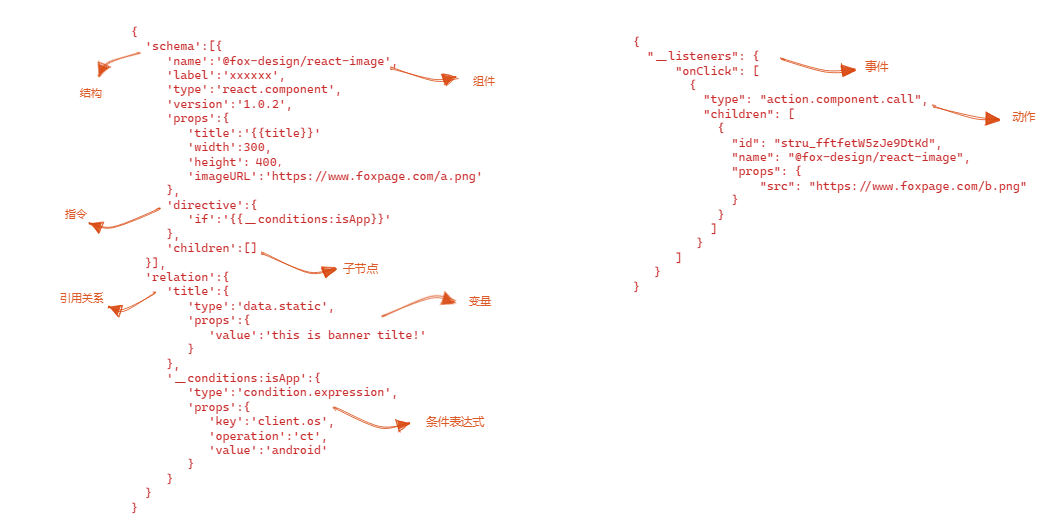 {
'schema':[{
'name':'@fox-design/react-image',
'label':'xxxxxx',
'type':'react.component',
'version':'1.0.2',
'props':{
'title':'{{title}}'
'width':300,
'height': 400,
'imageURL':'https://www.foxpage.com/a.png'
},
'directive':{
'if':'{{__conditions:isApp}}'
},
'children':[]
}],
'relation':{
'title':{
'type':'data.static',
'props':{
'value':'this is banner tilte!'
}
},
'__conditions:isApp':{
'type':'condition.expression',
'props':{
'key':'client.os',
'operation':'ct',
'value':'android'
}
}
}
}
结构
组件
指令
子节点
引用关系
变量
条件表达式
{
"__listeners": {
"onClick": [
{
"type": "action.component.call",
"children": [
{
"id": "stru_fftfetW5zJe9DtKd",
"name": "@fox-design/react-image",
"props": {
"src": "https://www.foxpage.com/b.png"
}
}
]
}
]
}
}
事件
动作